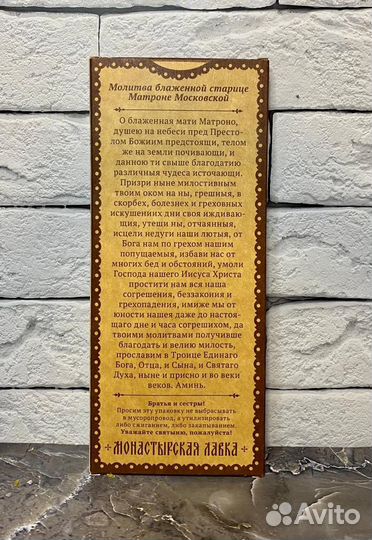 Молитва блаженной старице
Матроне Московской
О блаженная мати Матроно,
душею на небеси пред Престо-
лом Божиим предстоящи, телом
же на земли почивающи, и
данною ти свыше благодатию
различныя чудеса источающи.
Призри ныне милостивным
твоим оком на ны, грешныя, в
скорбех, болезнех и греховных
искушениих дни своя иждиваю-
щия, утеши ны, отчаянныя,
исцели недуги наши лютыя, от
Бога нам по грехом нашим
попущаемыя, избави нас от
многих бед и обстояний, умоли
Господа нашего Иисуса Христа
простити нам вся наша
согрешения, беззакония и
грехопадения, имиже мы от
юности нашея даже до настоя-
щаго дне и часа согрешихом, да
твоими молитвами получивше
благодать и велию милость,
прославим в Троице Единаго
Бога, Отца, и Сына, и Святаго
Духа, ныне и присно и во веки
веков. Аминь.
Братья и сестры!
Просим эту упаковку не выбрасывать
в мусоропровод, а утилизировать
либо сжиганием, либо закапыванием.
Уважайте святыню, пожалуйста!
МОНАСТЫРСКАЯ ЛАВКА
Avito